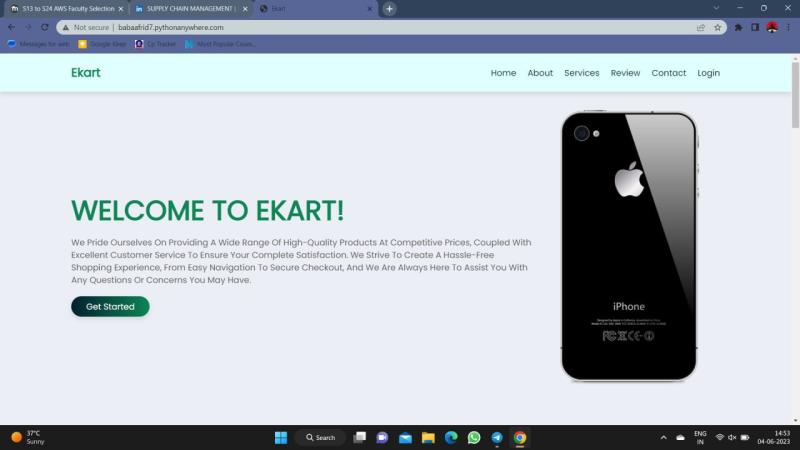 S13 to S24 AWS Faculty Selection
SUPPLY CHAIN MANAGEMENT |
Ekart
Not secure | babaafrid7.pythonanywhere.com
Messages for web
Google Keep
Cp Tracker
Most Popular Coses...
Ekart
Home About Services Review Contact Login
WELCOME TO EKART!
We Pride Ourselves On Providing A Wide Range Of High-Quality Products At Competitive Prices, Coupled With
Excellent Customer Service To Ensure Your Complete Satisfaction. We Strive To Create A Hassle-Free
Shopping Experience, From Easy Navigation To Secure Checkout, And We Are Always Here To Assist You With
Any Questions Or Concerns You May Have.
Get Started
iPhone
37°C
Sunny
Search
ENG
IN
14:53
04-06-2023